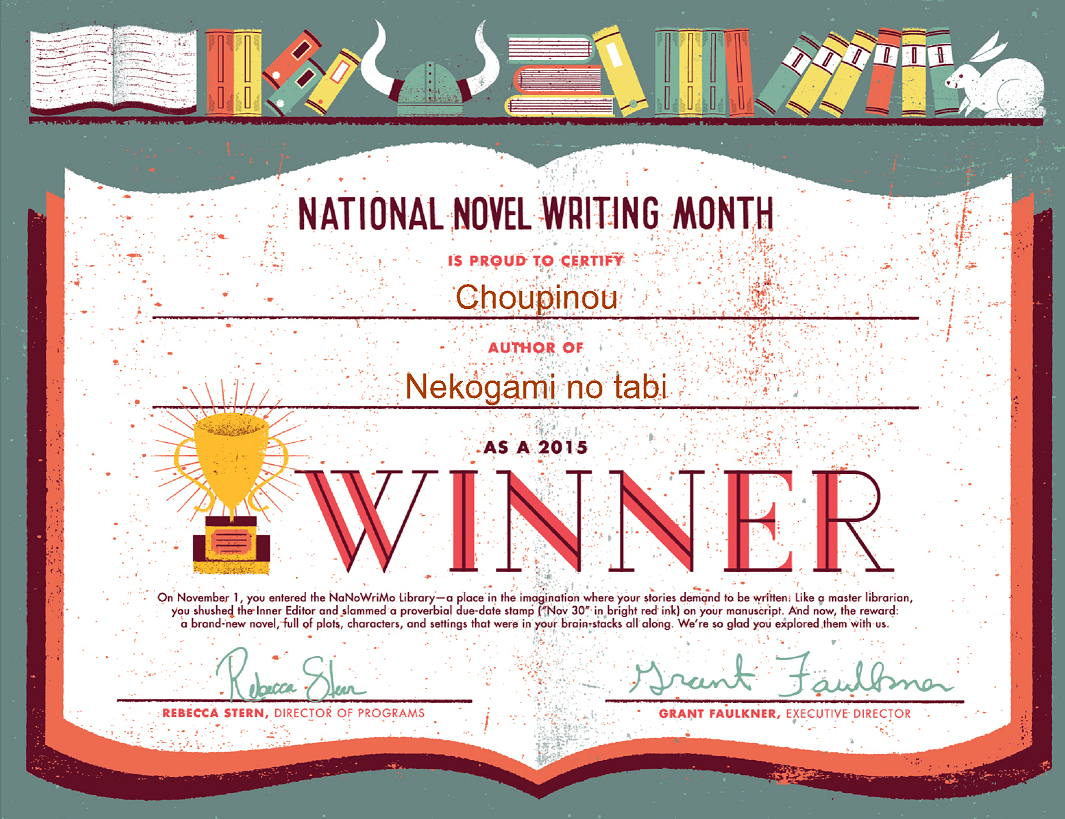 NATIONAL NOVEL WRITING MONTH
IS PROUD TO CERTIFY
Choupinou
AUTHOR OF
Nekogami no tabi
AS A 2015
WINNER
On November 1, you entered the NaNoWriMo Library—a place in the imagination where your stories demand to be written. Like a master librarian,
you shushed the Inner Editor and slammed a proverbial due-date stamp ("Nov 30" in bright red ink) on your manuscript. And now, the reward:
a brand-new novel, full of plots, characters, and settings that were in your brain-stacks all along. We're so glad you explored them with us.
Rebecca Stern
Grant Faulkner
REBECCA STERN, DIRECTOR OF PROGRAMS
GRANT FAULKNER, EXECUTIVE DIRECTOR